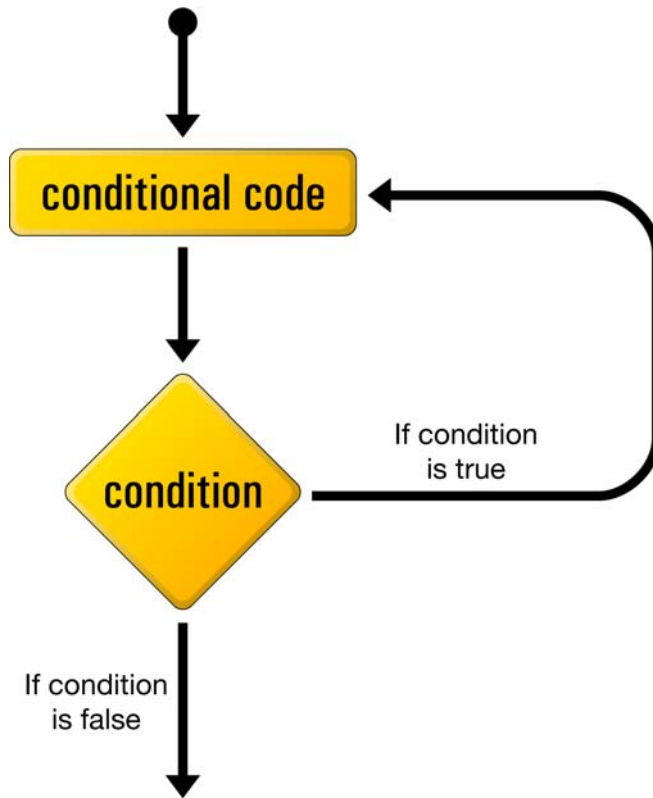 conditional code
If condition
is true
condition
If condition
is false